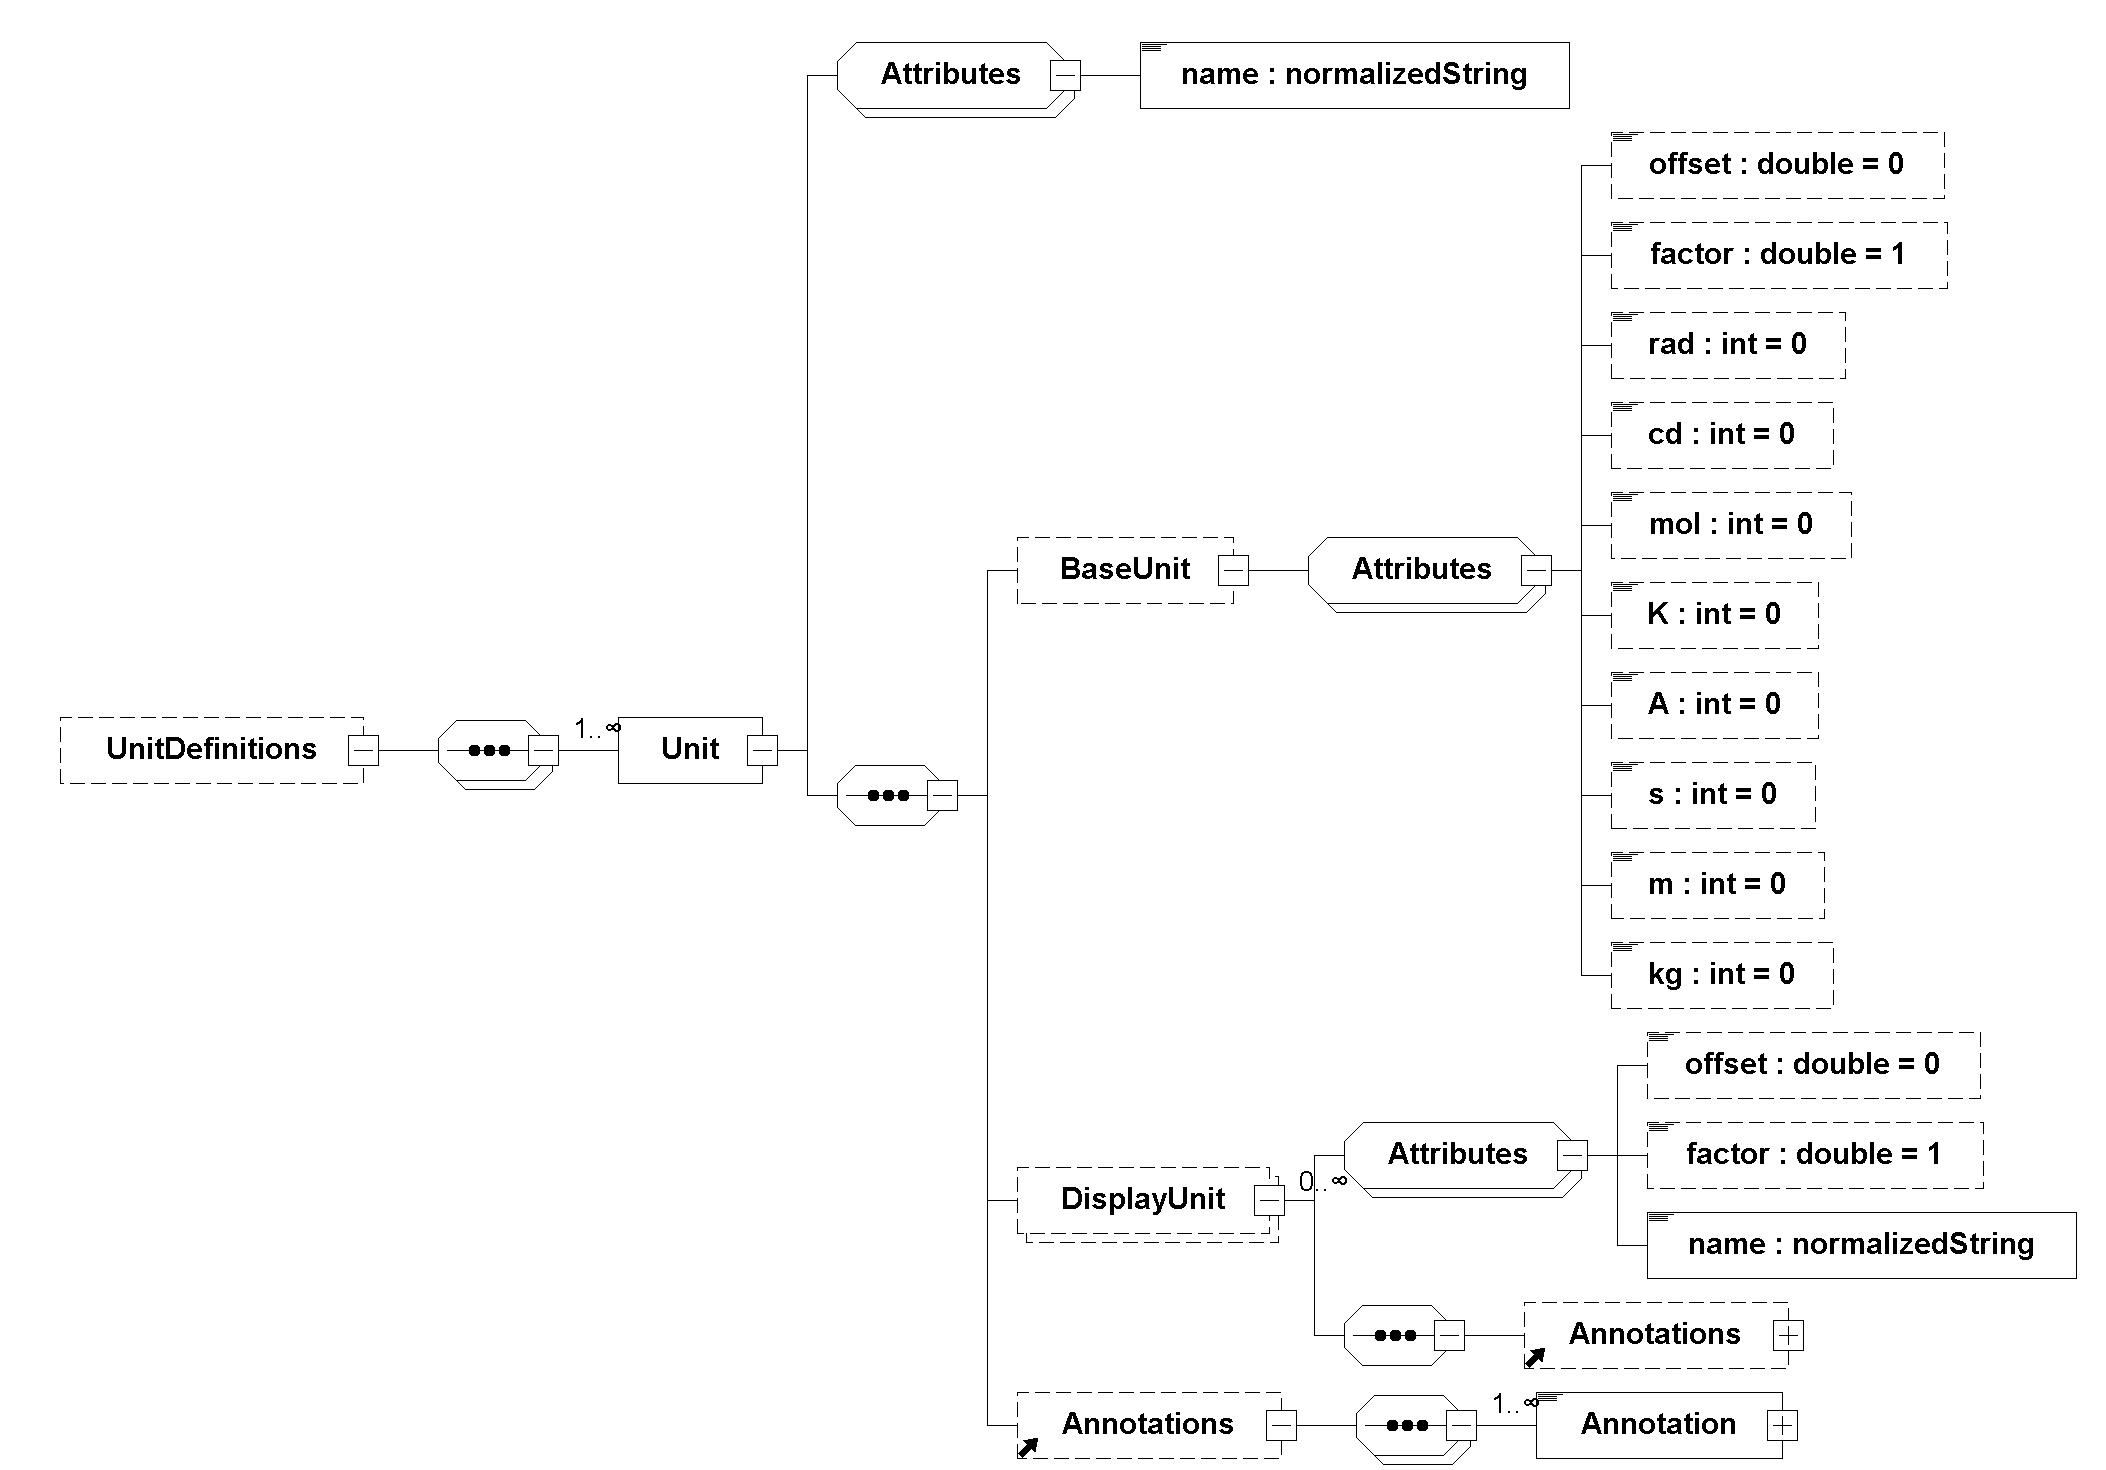 Attributes
name : normalizedString
offset : double = 0
factor : double = 1
rad : int = 0
cd : int = 0
mol : int = 0
BaseUnit
Attributes
K : int = 0
A : int = 0
UnitDefinitions
1..∞
Unit
s : int = 0
m : int = 0
kg : int = 0
offset : double = 0
Attributes
factor : double = 1
DisplayUnit
0..∞
name : normalizedString
Annotations
Annotations
1..∞
Annotation